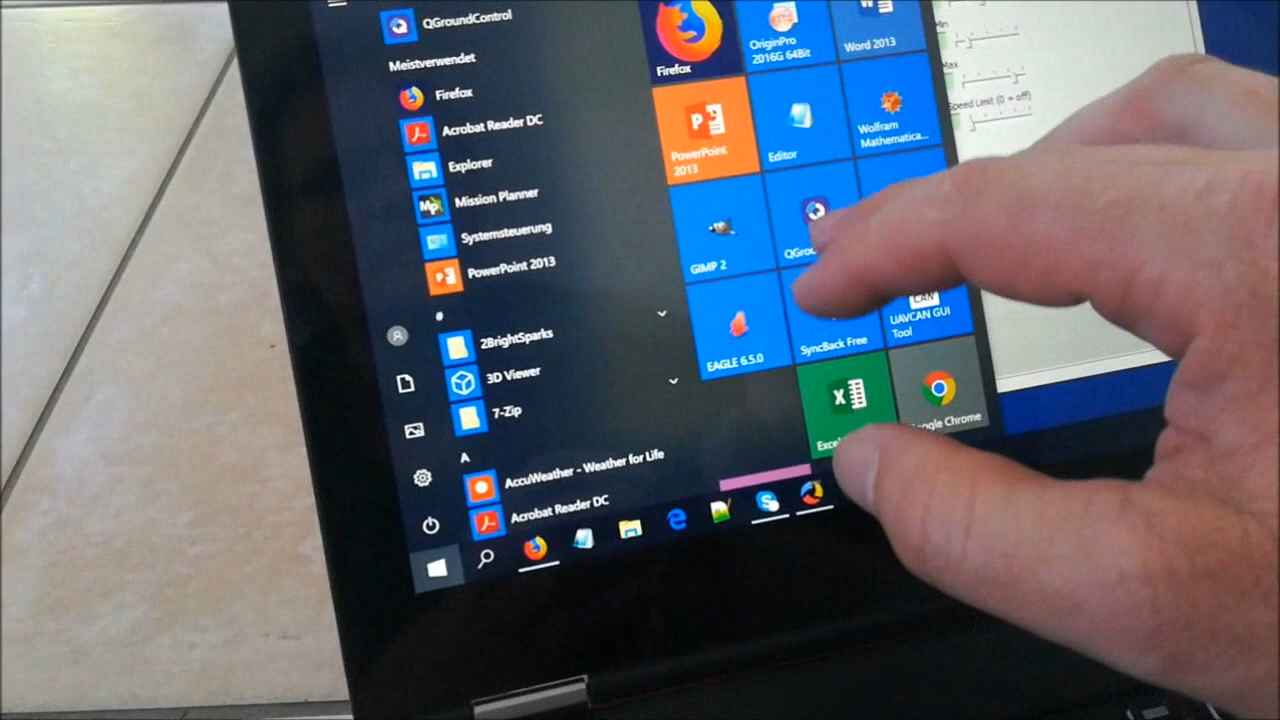 QGroundControl
Meistverwendet
Firefox
Acrobat Reader DC
Explorer
Mp
Mission Planner
Systemsteuerung
PowerPoint 2013
#
2BrightSparks
3D Viewer
7-Zip
A
AccuWeather - Weather for Life
Acrobat Reader DC
Firefox
OriginPro
2016G 64Bit
Word 2013
PowerPoint
2013
Editor
Wolfram
Mathematica...
GIMP 2
EAGLE 6.5.0
SyncBack Free
CAN
UAVCAN GUI
Tool
Chrome
Min
Max
Speed Limit (0 = off)